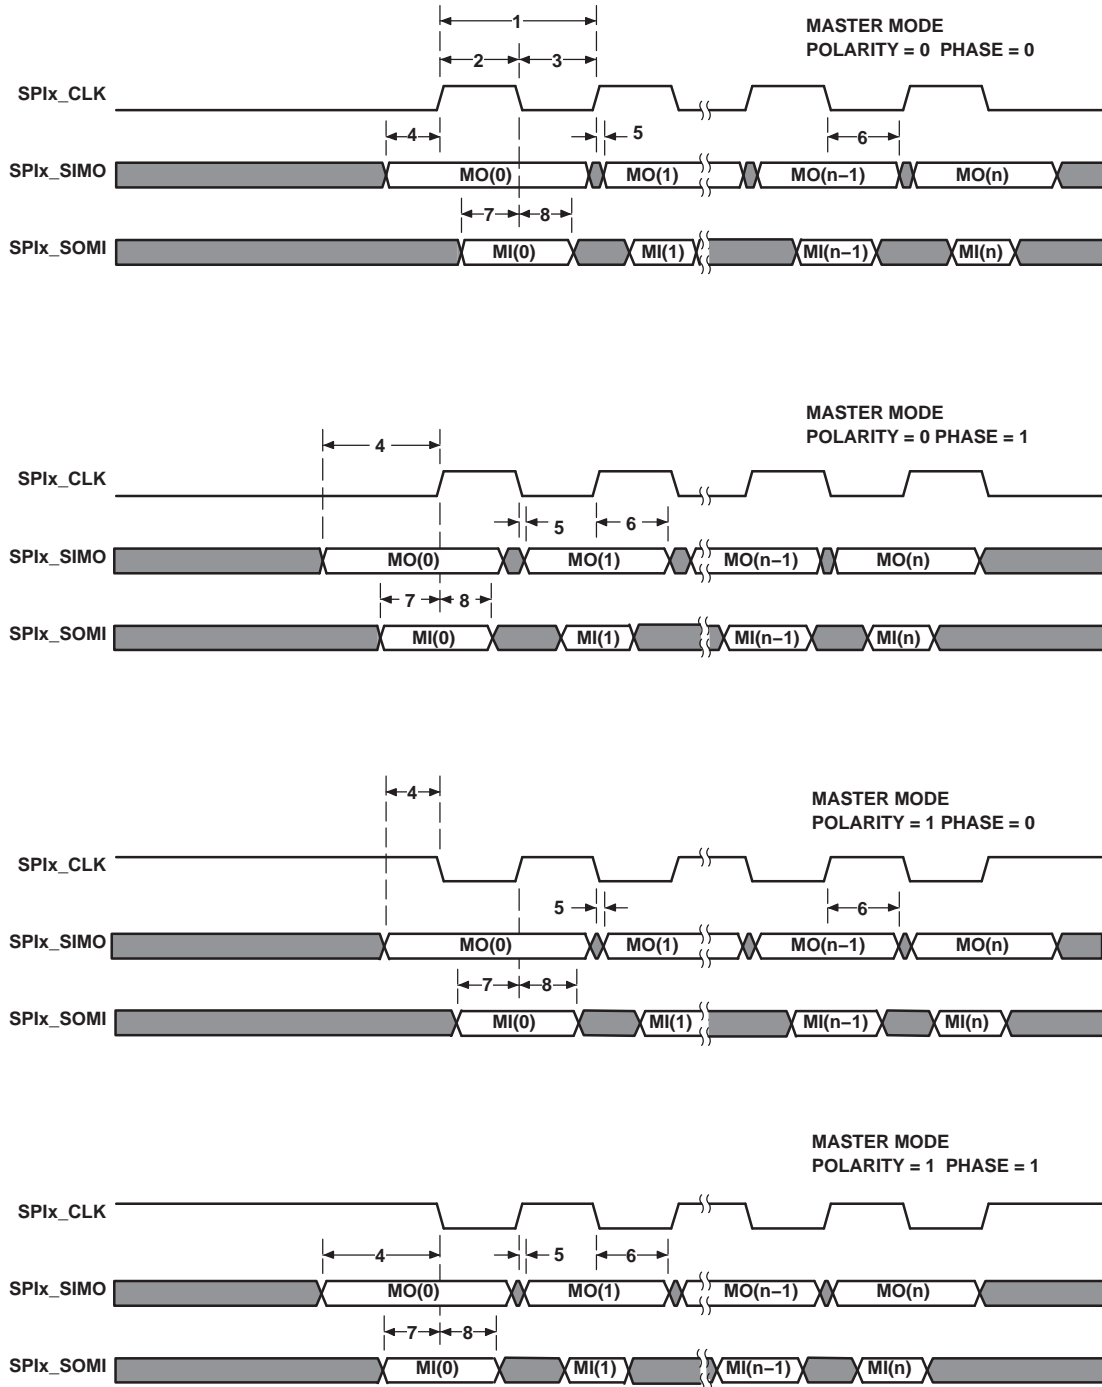 1
MASTER MODE
POLARITY = 0 PHASE = 0
2 3
SPIx_CLK
4 5 6
SPIx_SIMO MO(0) MO(1) MO(n−1) MO(n)
7 8
SPIx_SOMI MI(0) MI(1) MI(n−1) MI(n)
MASTER MODE
POLARITY = 0 PHASE = 1
4
SPIx_CLK
5 6
SPIx_SIMO MO(0) MO(1) MO(n−1) MO(n)
7 8
SPIx_SOMI MI(0) MI(1) MI(n−1) MI(n)
4
MASTER MODE
POLARITY = 1 PHASE = 0
SPIx_CLK
5 6
SPIx_SIMO MO(0) MO(1) MO(n−1) MO(n)
7 8
SPIx_SOMI MI(0) MI(1) MI(n−1) MI(n)
MASTER MODE
POLARITY = 1 PHASE = 1
SPIx_CLK
4 5 6
SPIx_SIMO MO(0) MO(1) MO(n−1) MO(n)
7 8
SPIx_SOMI MI(0) MI(1) MI(n−1) MI(n)